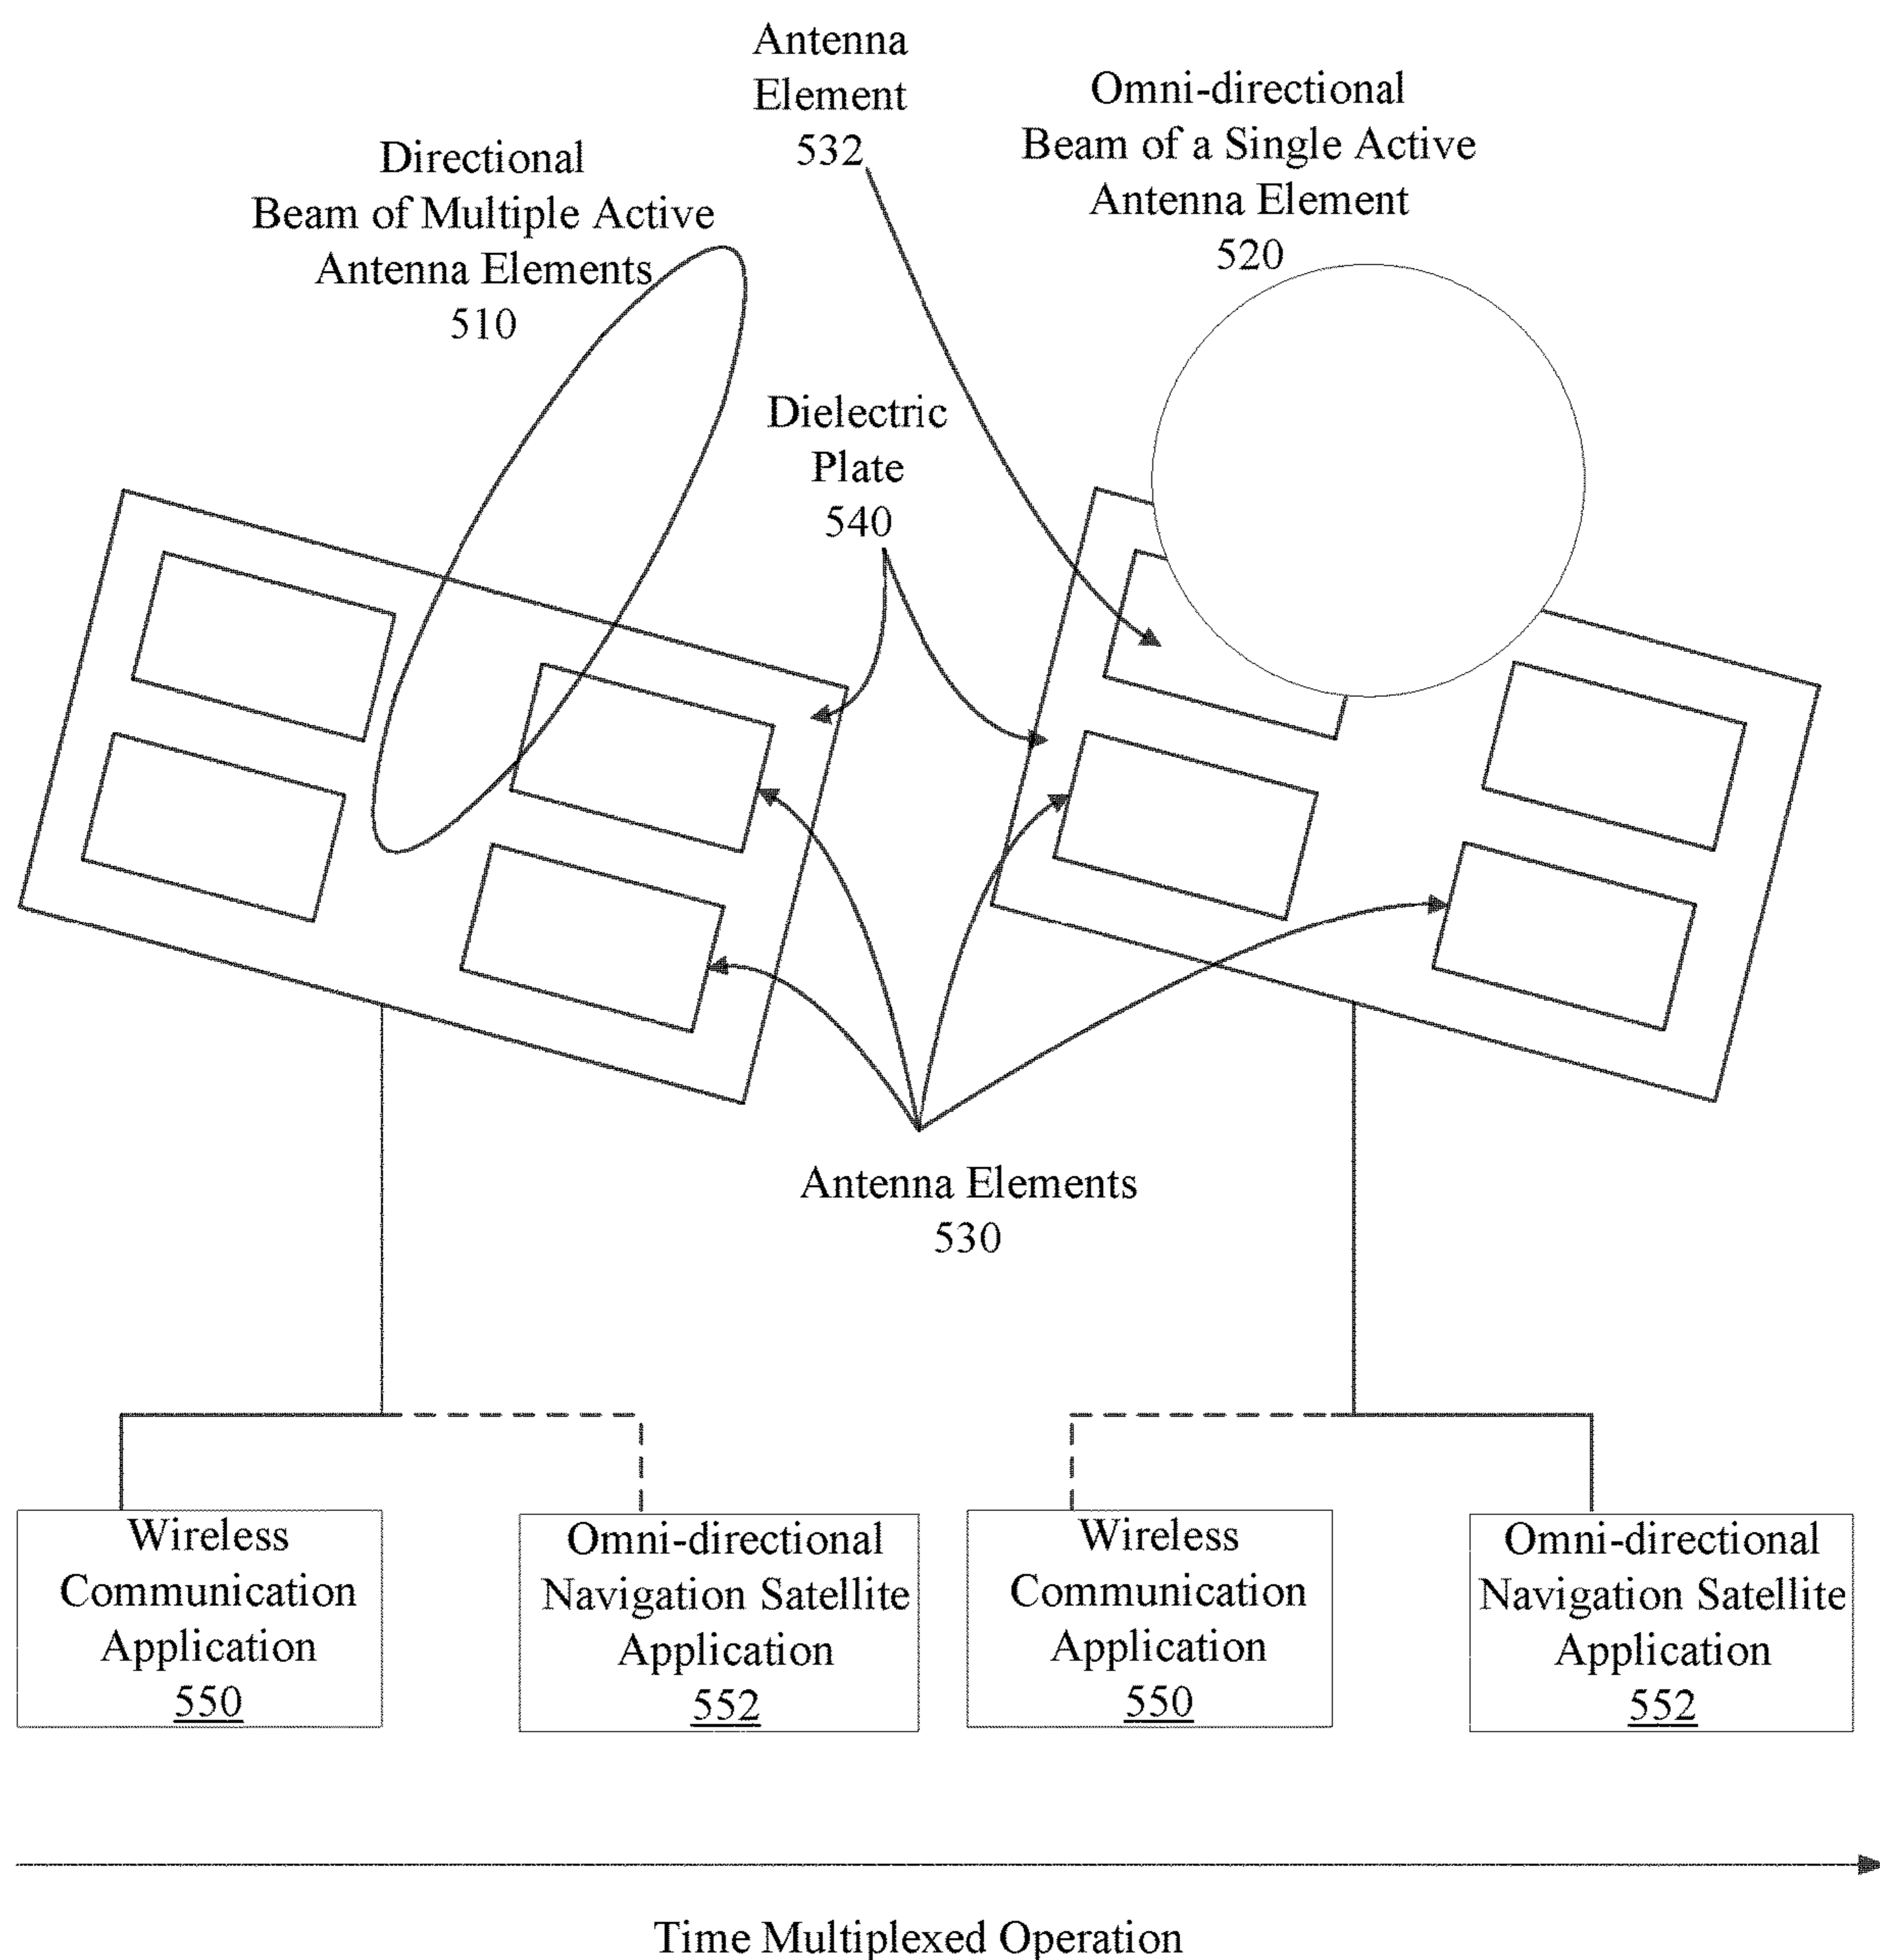 Antenna
Element
532
Omni-directional
Beam of a Single Active
Antenna Element
520
Directional
Beam of Multiple Active
Antenna Elements
510
Dielectric
Plate
540
Antenna Elements
530
Wireless
Communication
Application
550
Omni-directional
Navigation Satellite
Application
552
Wireless
Communication
Application
550
Omni-directional
Navigation Satellite
Application
552
Time Multiplexed Operation